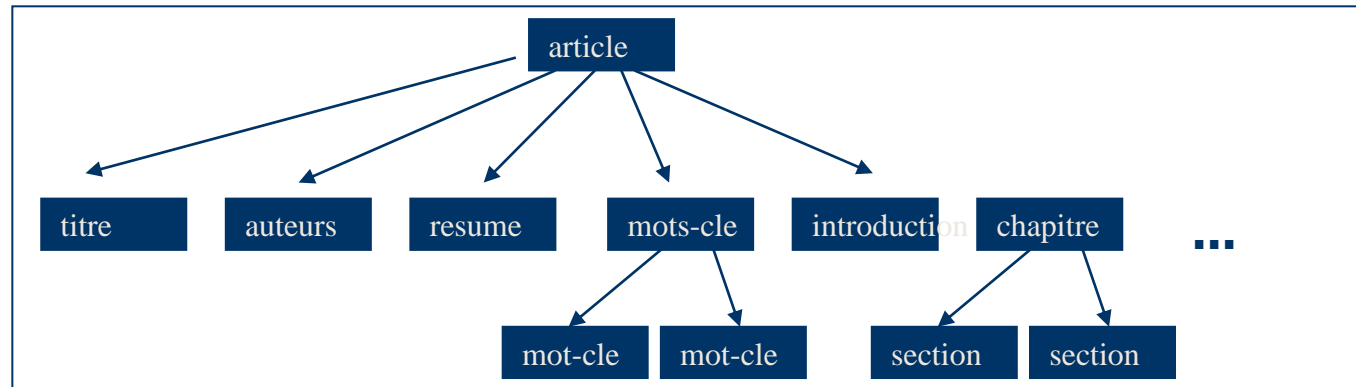 article
titre
auteurs
resume
mots-cle
introduction
chapitre
...
mot-cle
mot-cle
section
section